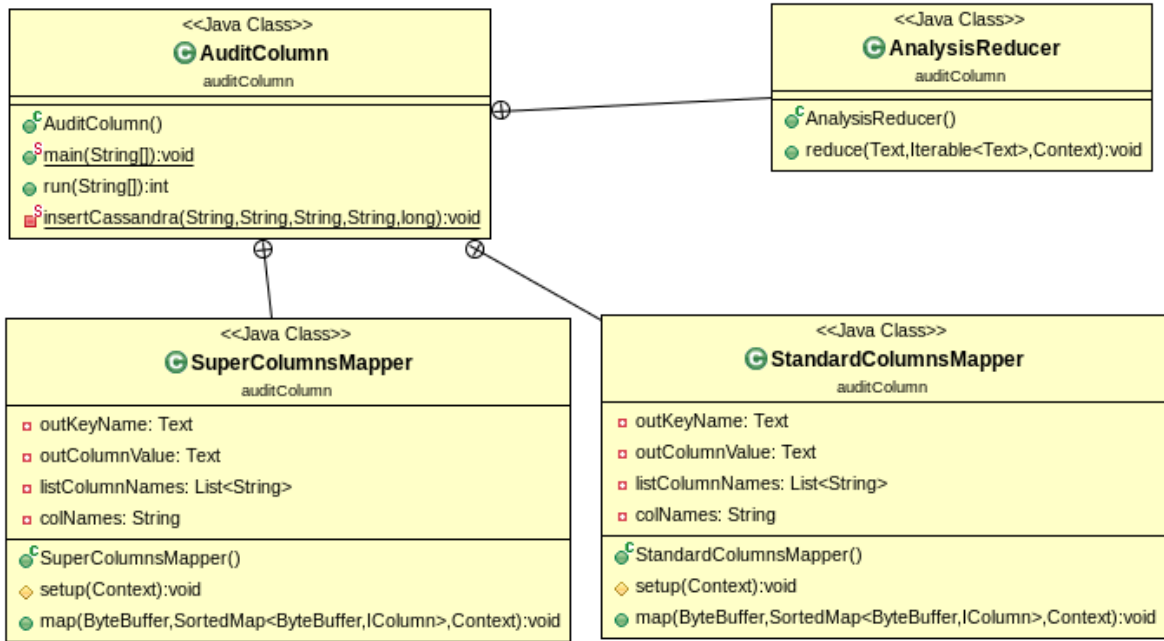 <<Java Class>>
AuditColumn
auditColumn
AuditColumn()
main(String[]):void
run(String[]):int
insertCassandra(String,String,String,String,long):void
<<Java Class>>
AnalysisReducer
auditColumn
AnalysisReducer()
reduce(Text,Iterable<Text>,Context):void
<<Java Class>>
SuperColumnsMapper
auditColumn
outKeyName: Text
outColumnValue: Text
listColumnNames: List<String>
colNames: String
SuperColumnsMapper()
setup(Context):void
map(ByteBuffer,SortedMap<ByteBuffer,IColumn>,Context):void
<<Java Class>>
StandardColumnsMapper
auditColumn
outKeyName: Text
outColumnValue: Text
listColumnNames: List<String>
colNames: String
StandardColumnsMapper()
setup(Context):void
map(ByteBuffer,SortedMap<ByteBuffer,IColumn>,Context):void